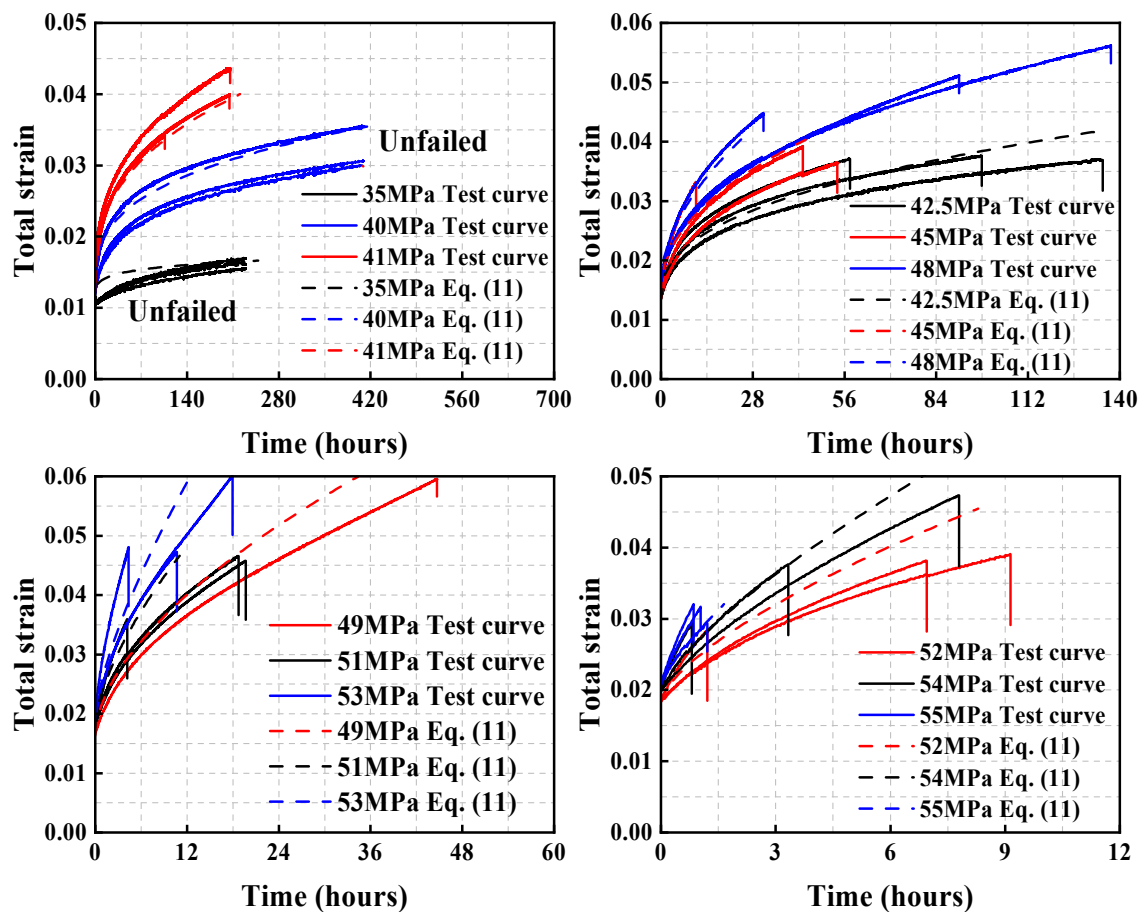 0.05
0.04
0.03
0.02
0.01
0.00
Total strain
Unfailed
Unfailed
35MPa Test curve
40MPa Test curve
41MPa Test curve
35MPa Eq. (11)
40MPa Eq. (11)
41MPa Eq. (11)
0 140 280 420 560 700
Time (hours)
0.06
0.05
0.04
0.03
0.02
0.01
0.00
Total strain
42.5MPa Test curve
45MPa Test curve
48MPa Test curve
42.5MPa Eq. (11)
45MPa Eq. (11)
48MPa Eq. (11)
0 28 56 84 112 140
Time (hours)
0.06
0.05
0.04
0.03
0.02
0.01
0.00
Total strain
49MPa Test curve
51MPa Test curve
53MPa Test curve
49MPa Eq. (11)
51MPa Eq. (11)
53MPa Eq. (11)
0 12 24 36 48 60
Time (hours)
0.05
0.04
0.03
0.02
0.01
0.00
Total strain
52MPa Test curve
54MPa Test curve
55MPa Test curve
52MPa Eq. (11)
54MPa Eq. (11)
55MPa Eq. (11)
0 3 6 9 12
Time (hours)